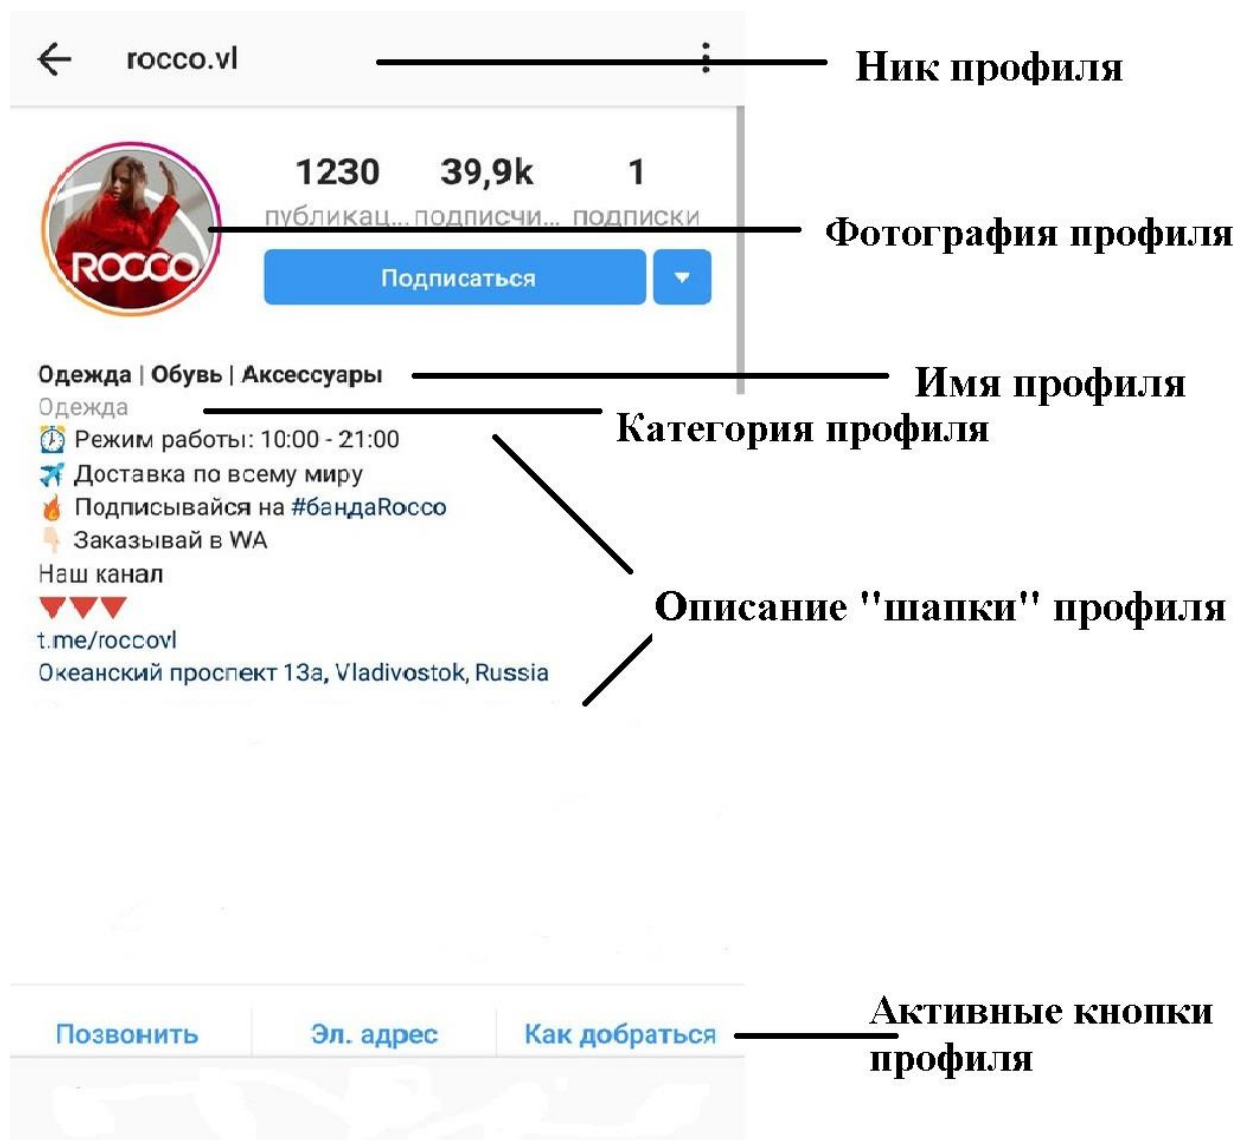 rocco.vl
Ник профиля
1230 39,9k 1
публикац... подписчи... подписки
Фотография профиля
ROCCO
Подписаться
Одежда | Обувь | Аксессуары
Имя профиля
Одежда
Категория профиля
Режим работы: 10:00 - 21:00
Доставка по всему миру
Подписывайся на #бандаRocco
Заказывай в WA
Наш канал
Описание "шапки" профиля
t.me/roccovl
Океанский проспект 13а, Vladivostok, Russia
Позвонить Эл. адрес Как добраться
Активные кнопки
профиля